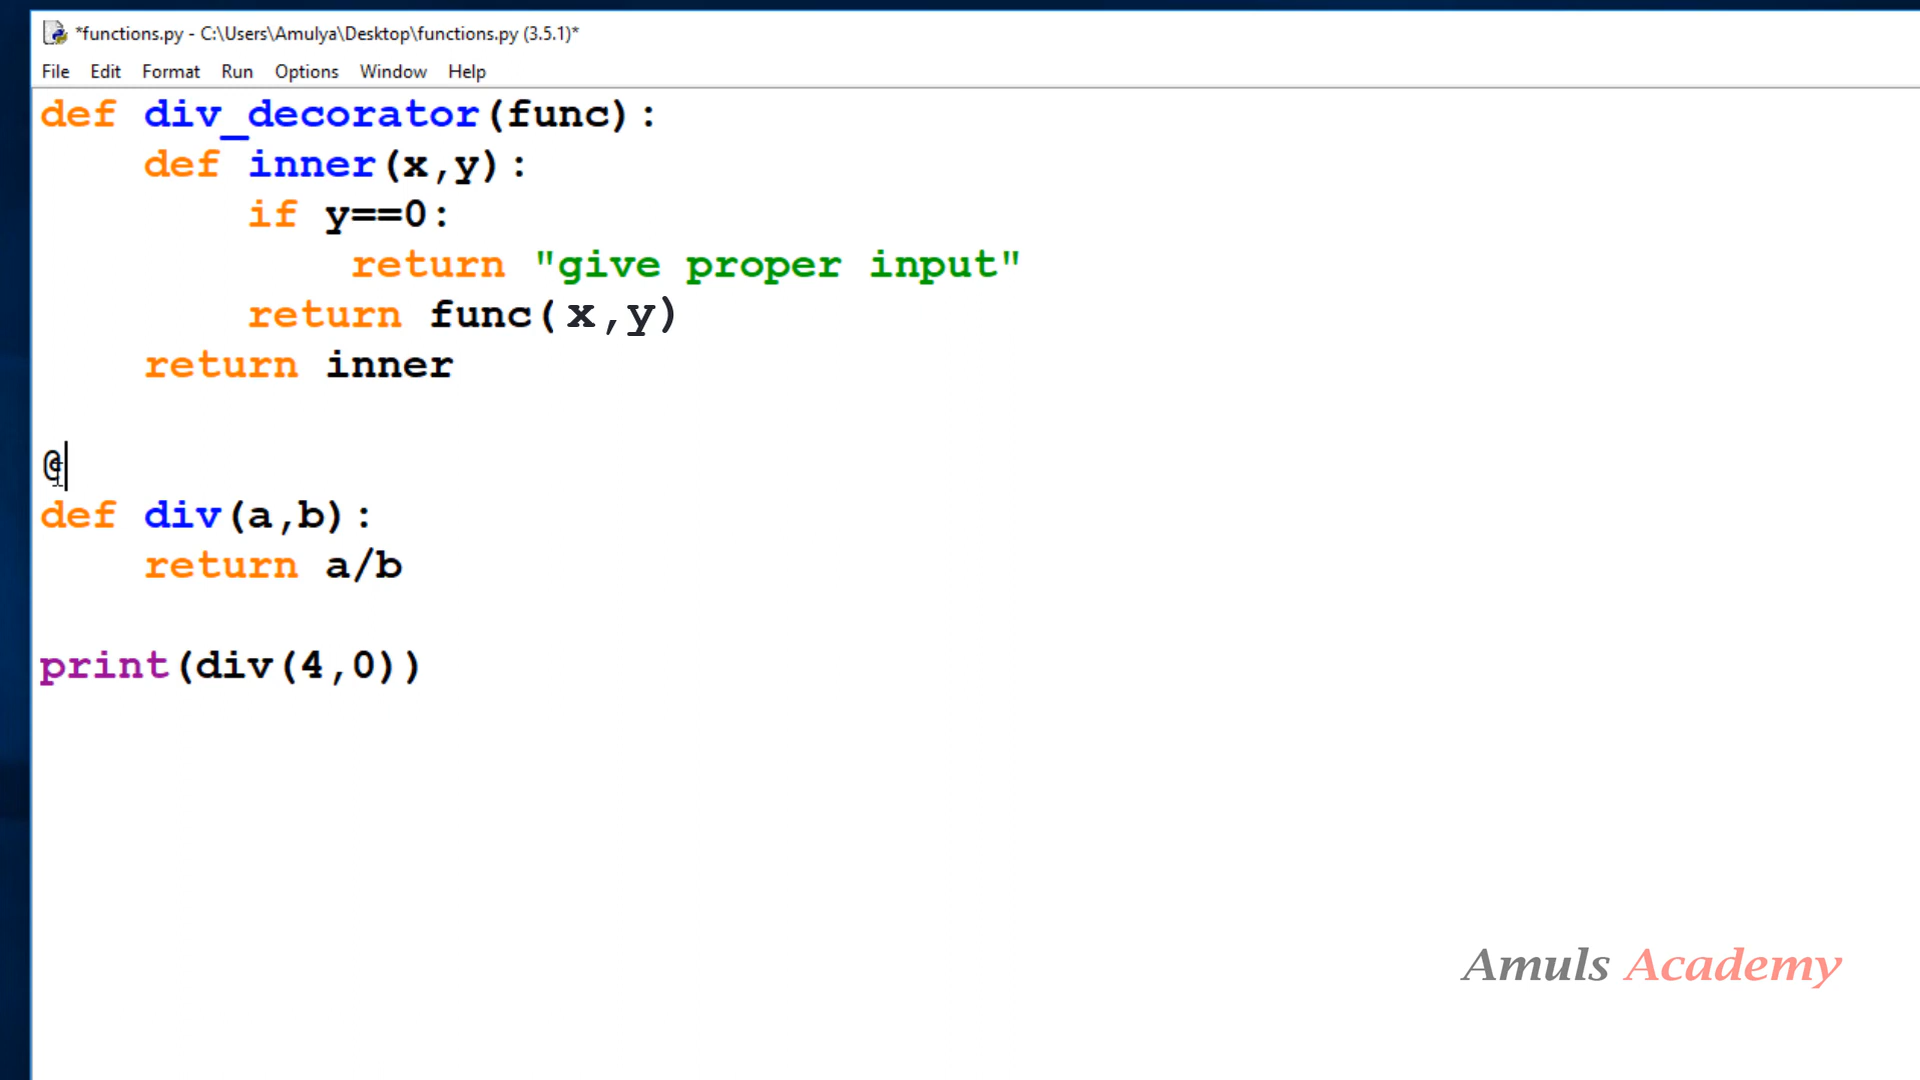 *functions.py - C:\Users\Amulya\Desktop\functions.py (3.5.1)*
File Edit Format Run Options Window Help
def div_decorator(func):
    def inner(x,y):
        if y==0:
            return "give proper input"
        return func(x,y)
    return inner
@
def div(a,b):
    return a/b
print(div(4,0))
Amuls Academy